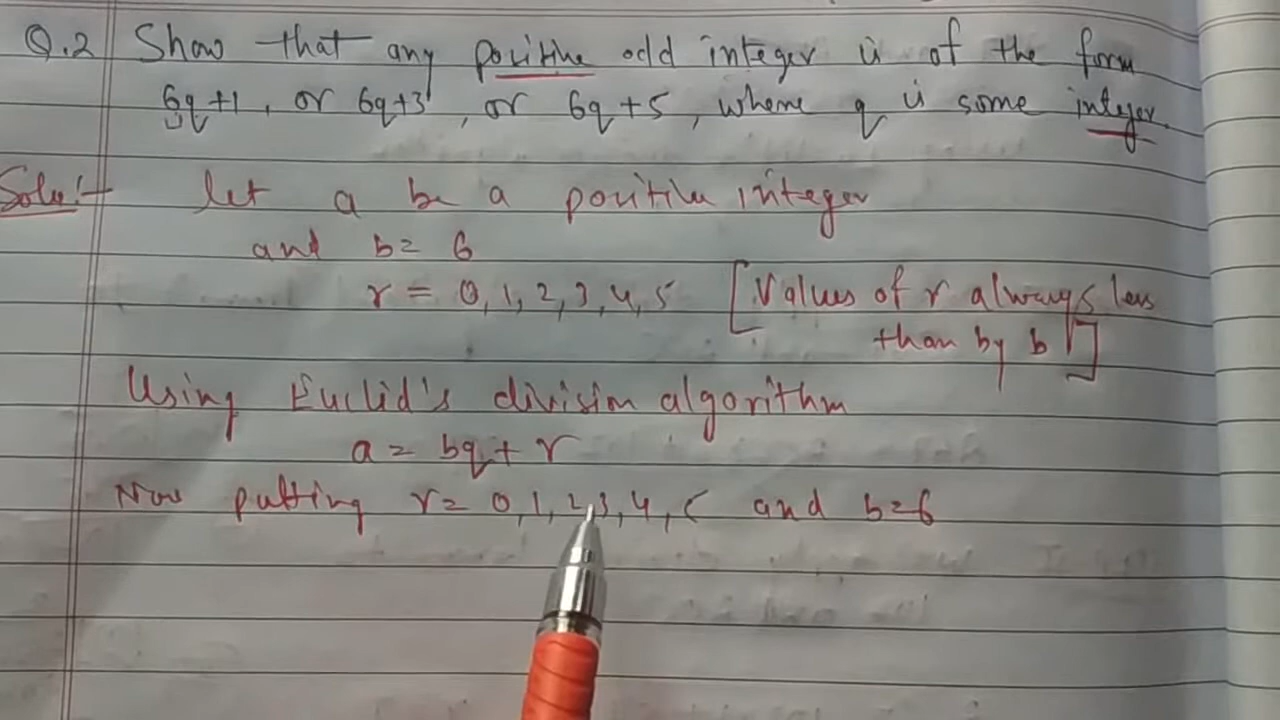 Q.2 Show that any positive odd integer is of the form
6q+1, or 6q+3, or 6q+5, where q is some integer.
Solu:- let a be a positive integer
and b= 6
r = 0,1,2,3,4,5 [Values of r always less
than by b]
Using Euclid's division algorithm
a= bq+r
Now putting r= 0,1,2,3,4,5 and b=6